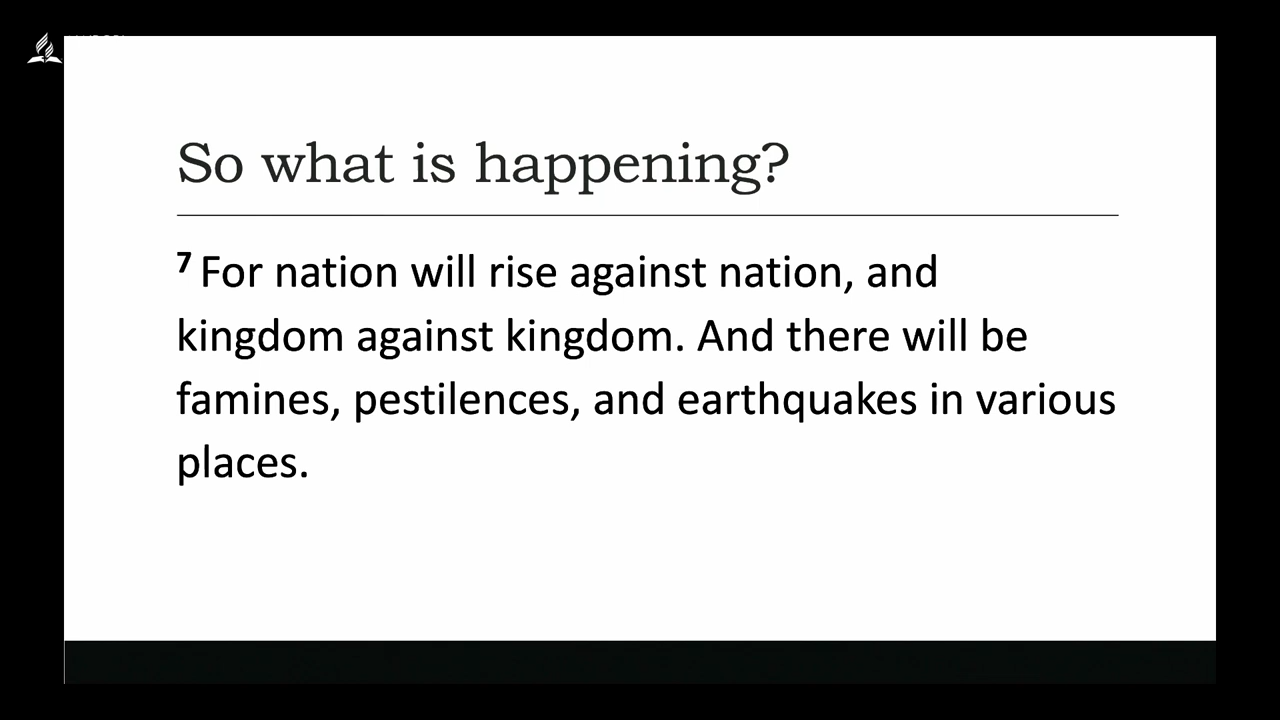 So what is happening?
7 For nation will rise against nation, and
kingdom against kingdom. And there will be
famines, pestilences, and earthquakes in various
places.